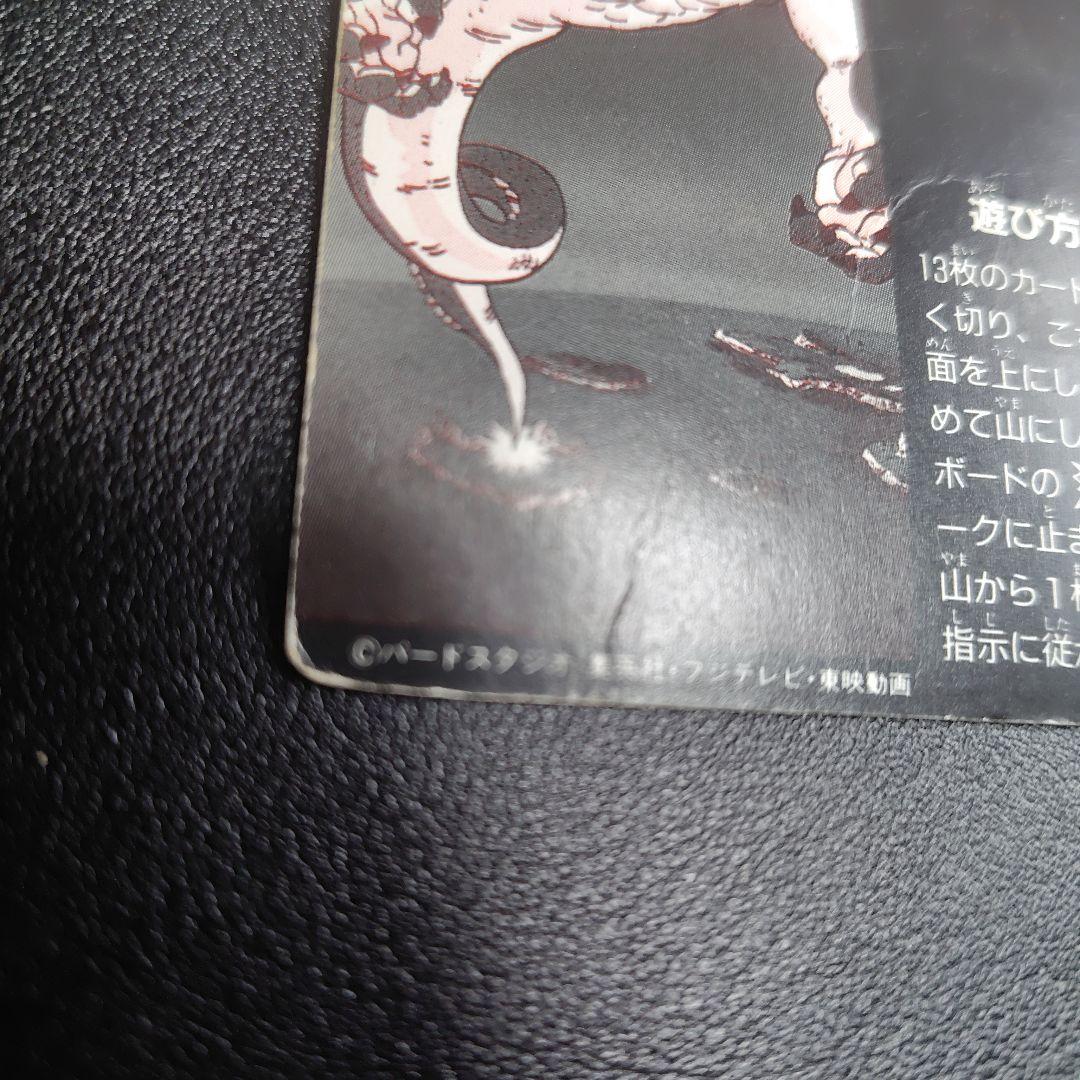 遊び方
13枚のカード
く切り、こ
面を上にし
めて山にし
ボードの
ークに止ま
山から1枚
指示に従
©バードスタジオ 集英社・フジテレビ・東映動画